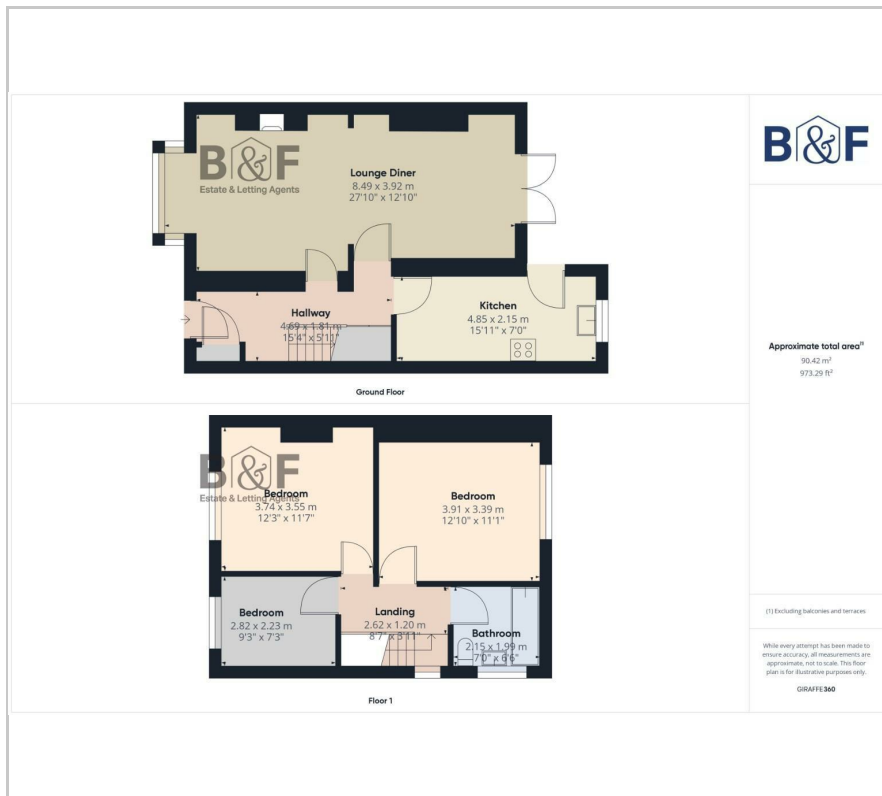 B&F
Estate & Letting Agents
Lounge Diner
8.49 x 3.92 m
27'10" x 12'10"
Hallway
4.69 x 1.81 m
15'4" x 5'11"
Kitchen
4.85 x 2.15 m
15'11" x 7'0"
Ground Floor
B&F
Estate & Letting Agents
Bedroom
3.74 x 3.55 m
12'3" x 11'7"
Bedroom
3.91 x 3.39 m
12'10" x 11'1"
Bedroom
2.82 x 2.23 m
9'3" x 7'3"
Landing
2.62 x 1.20 m
8'7" x 3'11"
Bathroom
2.15 x 1.99 m
7'0" x 6'6"
Floor 1
B&F
Approximate total area⁽¹⁾
90.42 m²
973.29 ft²
(1) Excluding balconies and terraces
While every attempt has been made to
ensure accuracy, all measurements are
approximate, not to scale. This floor
plan is for illustrative purposes only.
GIRAFFE360